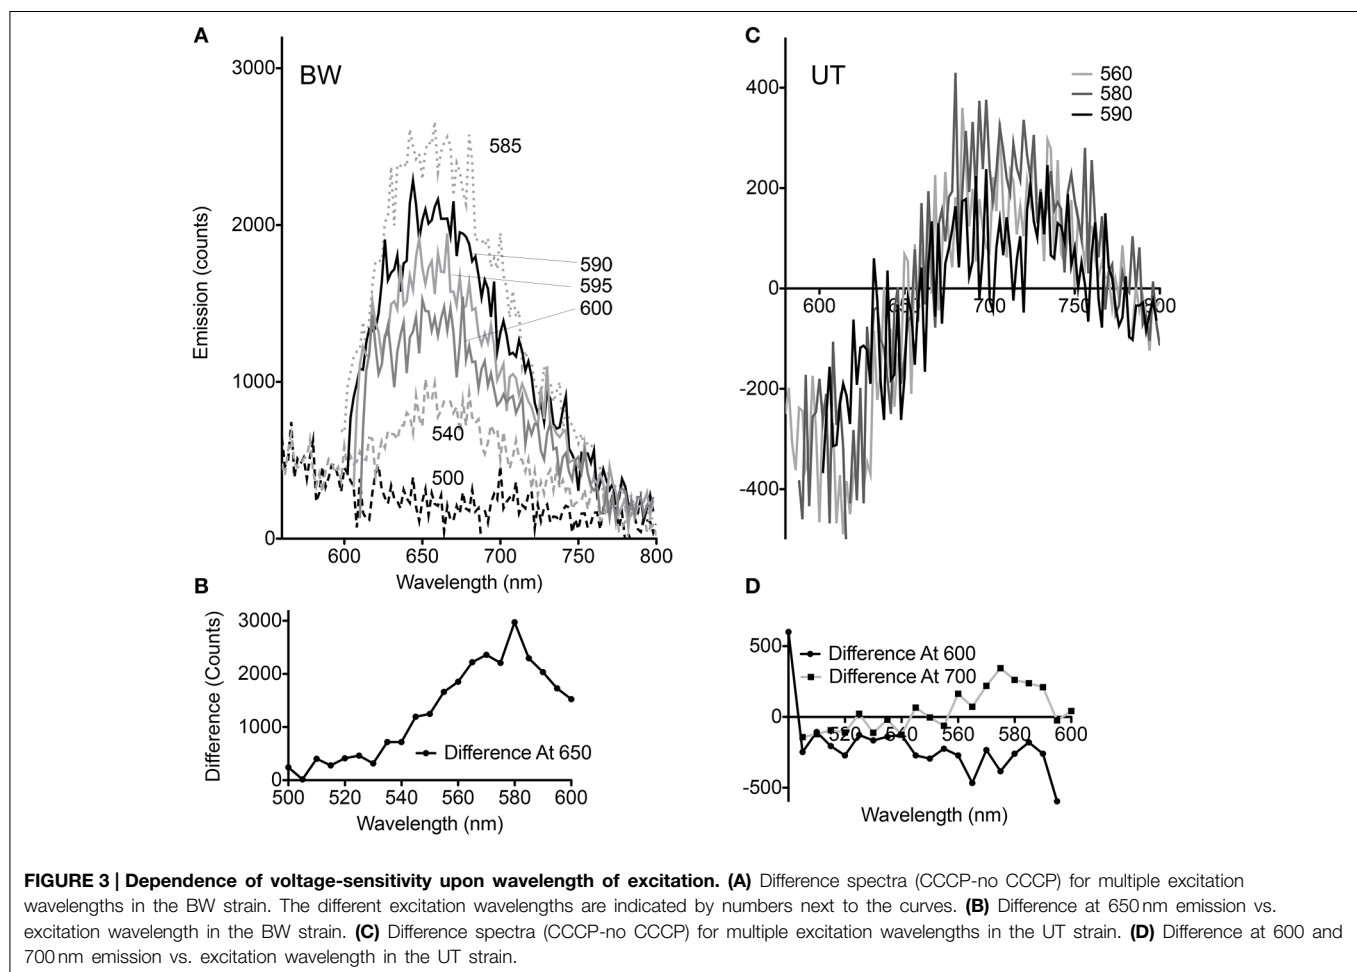 A
BW
3000
2000
1000
0
Emission (counts)
585
590
595
600
540
500
600
650
700
750
800
Wavelength (nm)
C
UT
560
580
590
400
200
0
-200
-400
600
650
700
750
800
B
3000
2000
1000
0
Difference (Counts)
Difference At 650
500
520
540
560
580
600
Wavelength (nm)
D
500
0
-500
Difference At 600
Difference At 700
520
540
560
580
600
Wavelength (nm)
FIGURE 3 | Dependence of voltage-sensitivity upon wavelength of excitation. (A) Difference spectra (CCCP-no CCCP) for multiple excitation
wavelengths in the BW strain. The different excitation wavelengths are indicated by numbers next to the curves. (B) Difference at 650 nm emission vs.
excitation wavelength in the BW strain. (C) Difference spectra (CCCP-no CCCP) for multiple excitation wavelengths in the UT strain. (D) Difference at 600 and
700 nm emission vs. excitation wavelength in the UT strain.